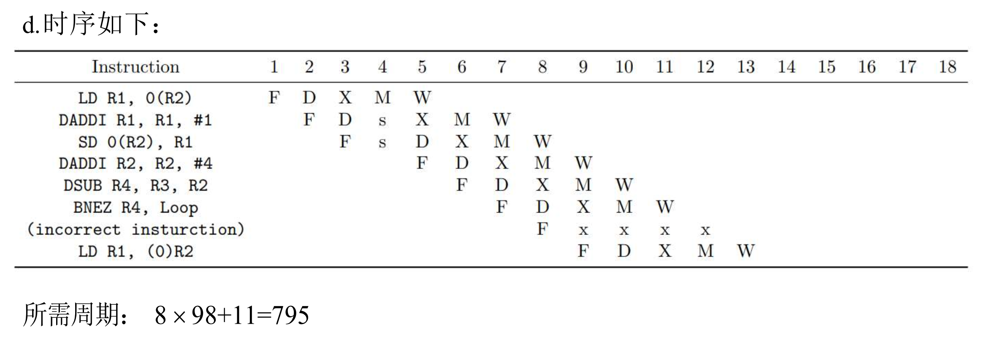 d.时序如下：
Instruction 1 2 3 4 5 6 7 8 9 10 11 12 13 14 15 16 17 18
LD R1, 0(R2) F D X M W
DADDI R1, R1, #1 F D s X M W
SD 0(R2), R1 F s D X M W
DADDI R2, R2, #4 F D X M W
DSUB R4, R3, R2 F D X M W
BNEZ R4, Loop F D X M W
(incorrect insturction) F x x x x
LD R1, (0)R2 F D X M W
所需周期： 8×98+11=795